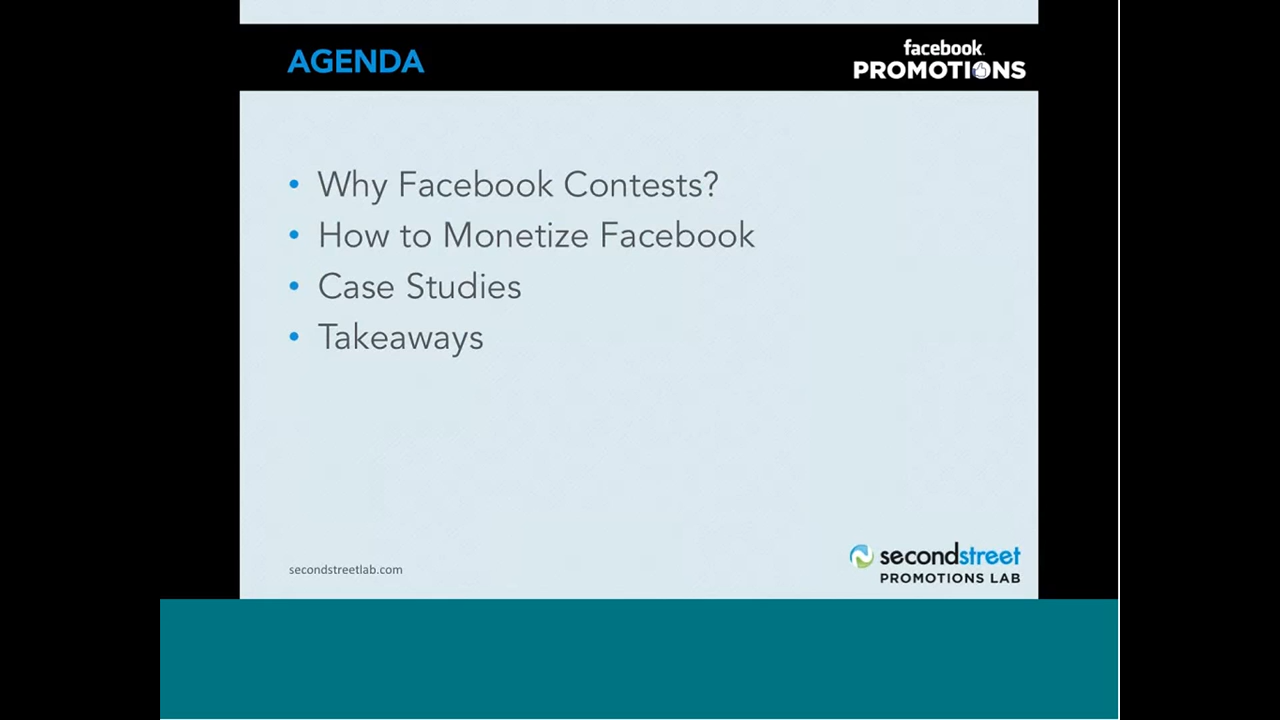 AGENDA
facebook
PROMOTIONS
• Why Facebook Contests?
• How to Monetize Facebook
• Case Studies
• Takeaways
secondstreetlab.com
secondstreet
PROMOTIONS LAB